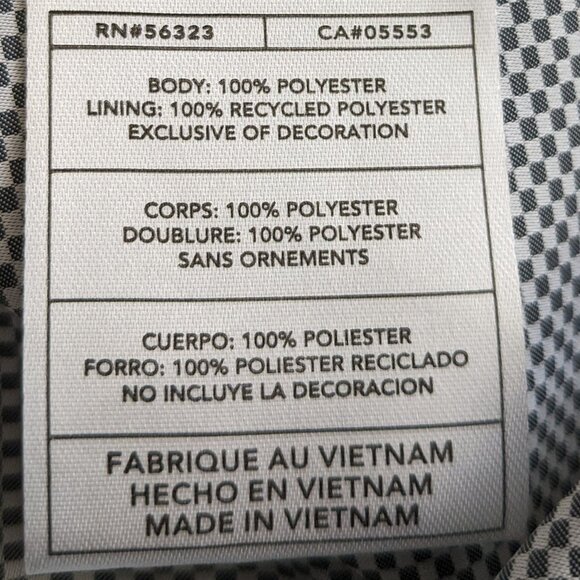 RN#56323 CA#05553
BODY: 100% POLYESTER
LINING: 100% RECYCLED POLYESTER
EXCLUSIVE OF DECORATION
CORPS: 100% POLYESTER
DOUBLURE: 100% POLYESTER
SANS ORNEMENTS
CUERPO: 100% POLIESTER
FORRO: 100% POLIESTER RECICLADO
NO INCLUYE LA DECORACION
FABRIQUE AU VIETNAM
HECHO EN VIETNAM
MADE IN VIETNAM